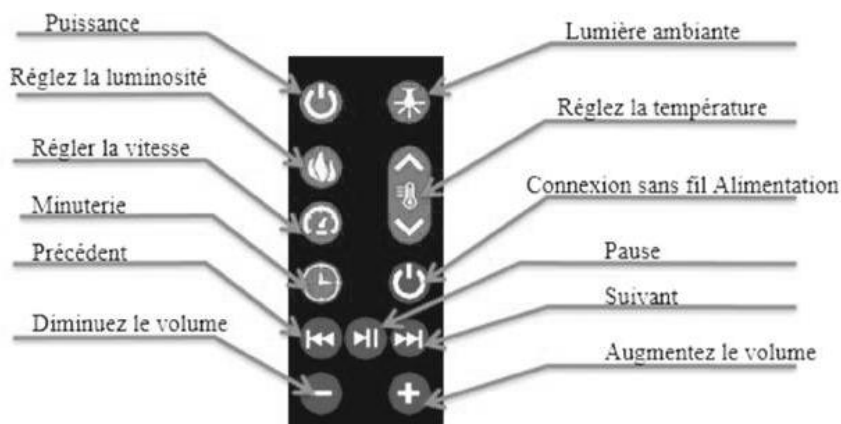 Puissance
Lumière ambiante
Réglez la luminosité
Réglez la température
Régler la vitesse
Connexion sans fil Alimentation
Minuterie
Pause
Précédent
Suivant
Diminuez le volume
Augmentez le volume